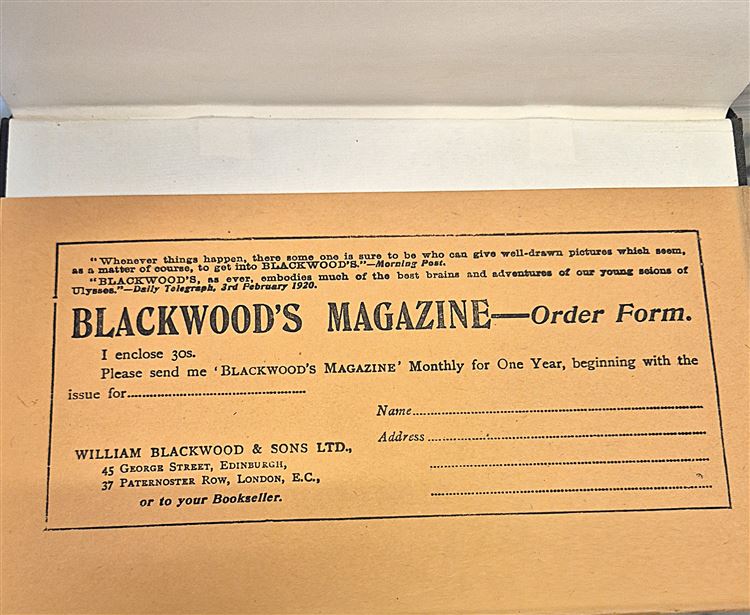 "Whenever things happen, there some one is sure to be who can give well-drawn pictures which seem,
as a matter of course, to get into BLACKWOOD'S."—Morning Post.
"BLACKWOOD'S, as ever, embodies much of the best brains and adventures of our young scions of
Ulysses."—Daily Telegraph, 3rd February 1920.
BLACKWOOD'S MAGAZINE—Order Form.
I enclose 30s.
Please send me 'BLACKWOOD'S MAGAZINE' Monthly for One Year, beginning with the
issue for
Name
Address
WILLIAM BLACKWOOD & SONS LTD.,
45 GEORGE STREET, EDINBURGH,
37 PATERNOSTER ROW, LONDON, E.C.,
or to your Bookseller.